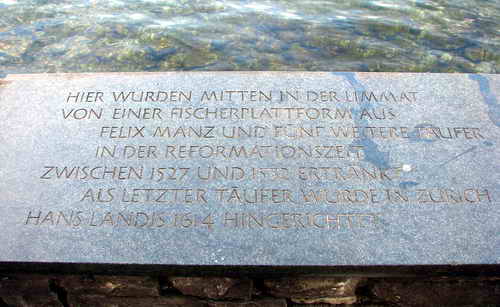 HIER WURDEN MITTEN IN DER LIMMAT
VON EINER FISCHERPLATTFORM AUS
FELIX MANZ UND FÜNF WEITERE TÄUFER
IN DER REFORMATIONSZEIT
ZWISCHEN 1527 UND 1532 ERTRÄNKT
ALS LETZTER TÄUFER WURDE IN ZÜRICH
HANS LANDIS 1614 HINGERICHTET